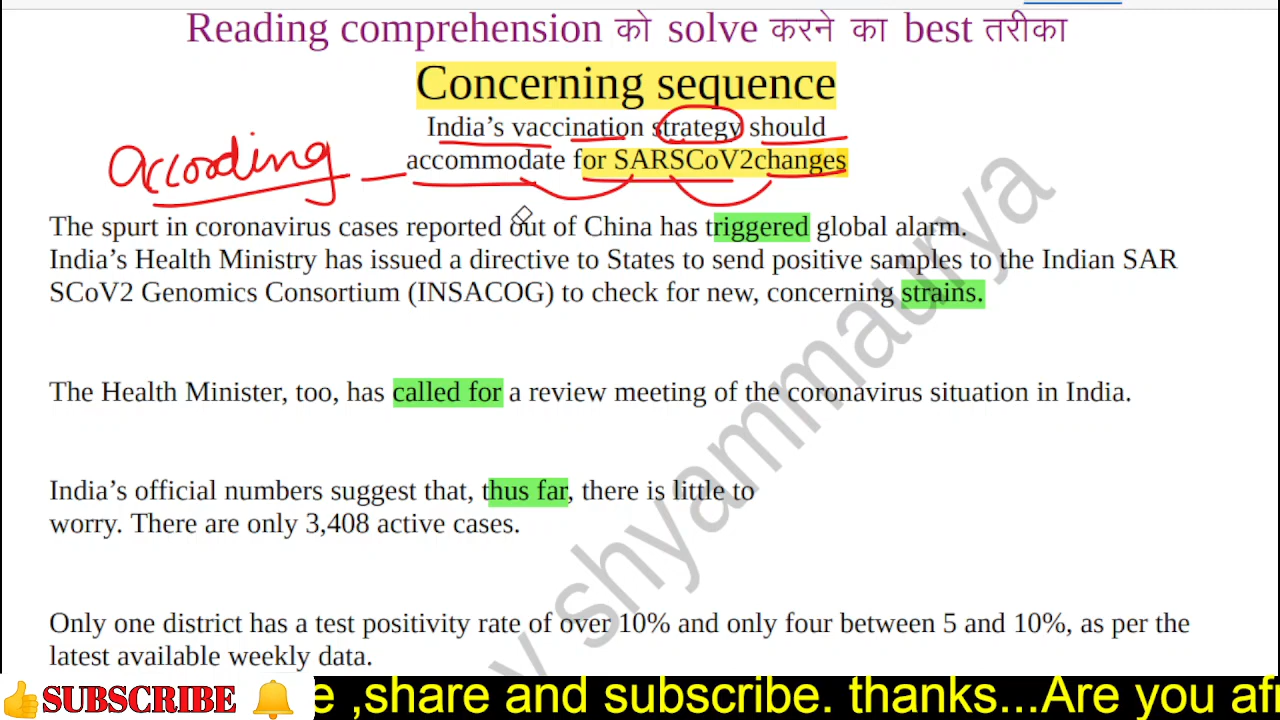 Reading comprehension को solve करने का best तरीका
Concerning sequence
India’s vaccination strategy should
accommodate for SARSCoV2changes
According
The spurt in coronavirus cases reported out of China has triggered global alarm.
India’s Health Ministry has issued a directive to States to send positive samples to the Indian SAR
SCoV2 Genomics Consortium (INSACOG) to check for new, concerning strains.
The Health Minister, too, has called for a review meeting of the coronavirus situation in India.
India’s official numbers suggest that, thus far, there is little to
worry. There are only 3,408 active cases.
Only one district has a test positivity rate of over 10% and only four between 5 and 10%, as per the
latest available weekly data.
y shyammaurya
SUBSCRIBE
e ,share and subscribe. thanks...Are you afi